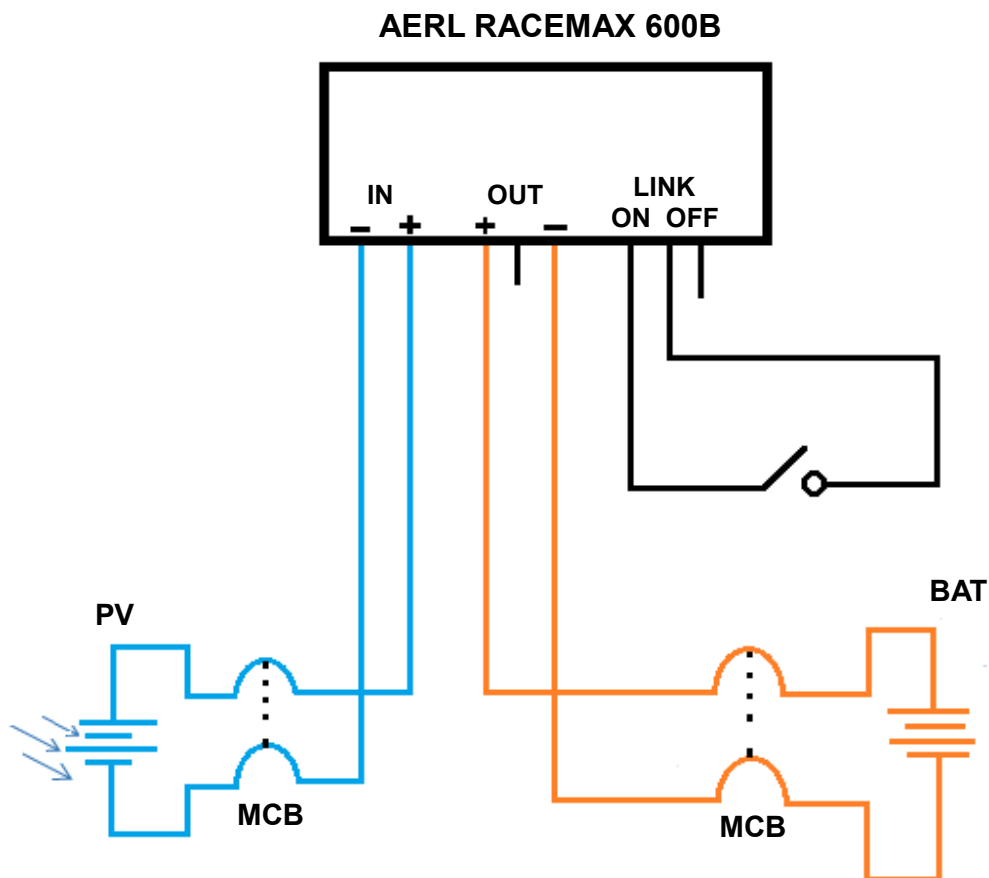 AERL RACEMAX 600B
IN OUT LINK
ON OFF
- + + -
PV
BAT
MCB
MCB